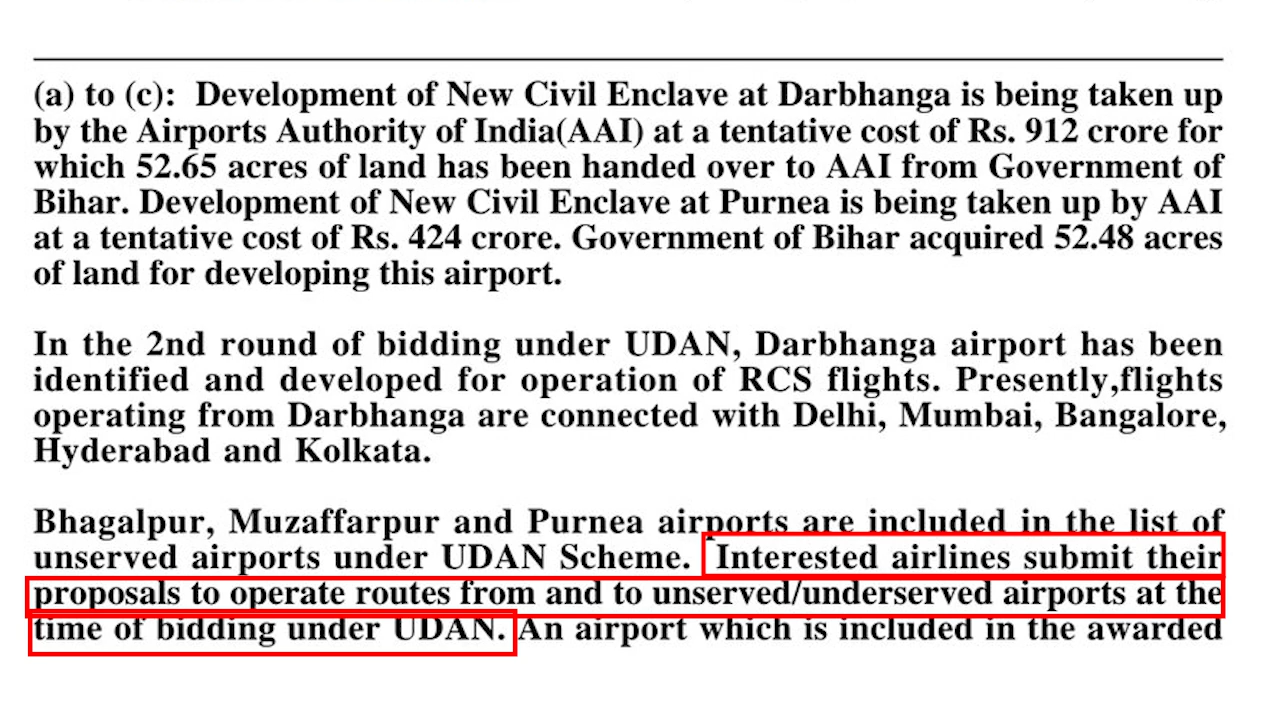 (a) to (c): Development of New Civil Enclave at Darbhanga is being taken up
by the Airports Authority of India(AAI) at a tentative cost of Rs. 912 crore for
which 52.65 acres of land has been handed over to AAI from Government of
Bihar. Development of New Civil Enclave at Purnea is being taken up by AAI
at a tentative cost of Rs. 424 crore. Government of Bihar acquired 52.48 acres
of land for developing this airport.
In the 2nd round of bidding under UDAN, Darbhanga airport has been
identified and developed for operation of RCS flights. Presently,flights
operating from Darbhanga are connected with Delhi, Mumbai, Bangalore,
Hyderabad and Kolkata.
Bhagalpur, Muzaffarpur and Purnea airports are included in the list of
unserved airports under UDAN Scheme. Interested airlines submit their
proposals to operate routes from and to unserved/underserved airports at the
time of bidding under UDAN. An airport which is included in the awarded